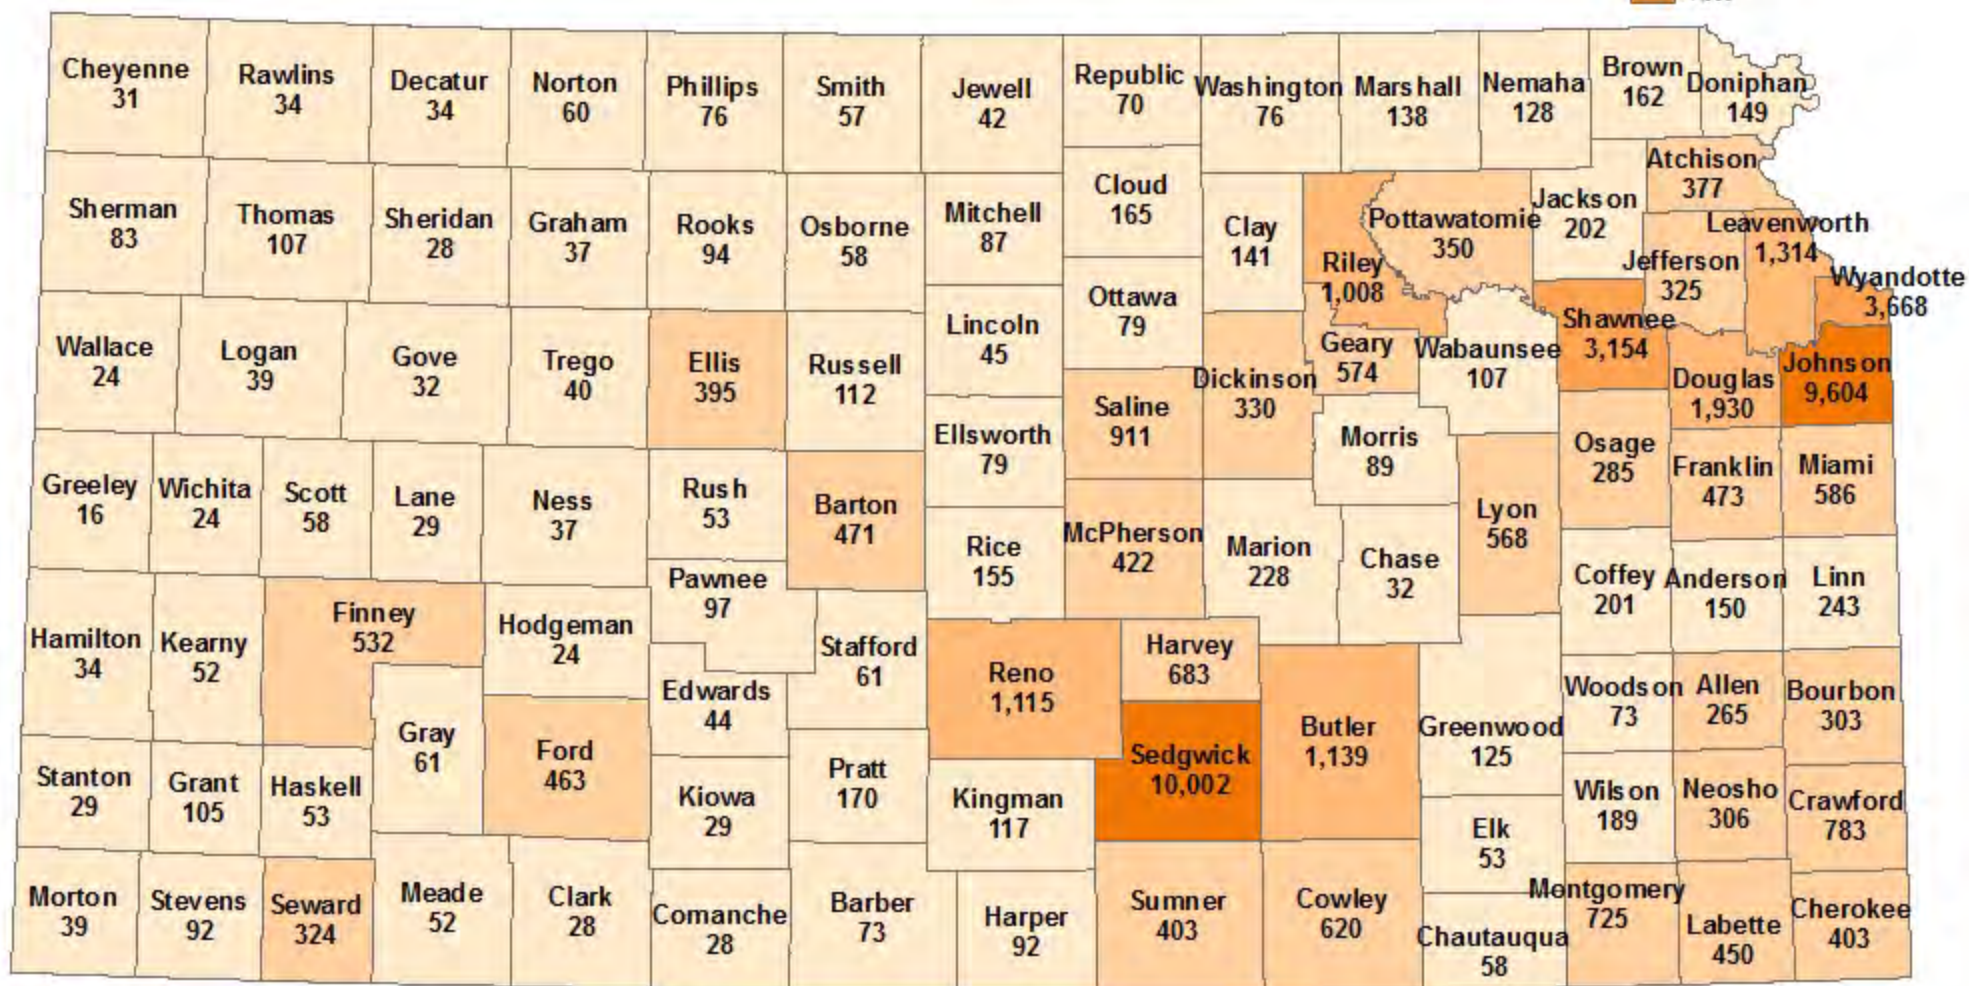 Cheyenne
31
Rawlins
34
Decatur
34
Norton
60
Phillips
76
Smith
57
Jewell
42
Republic
70
Washington
76
Marshall
138
Nemaha
128
Brown
162
Doniphan
149
Sherman
83
Thomas
107
Sheridan
28
Graham
37
Rooks
94
Osborne
58
Mitchell
87
Cloud
165
Clay
141
Riley
1,008
Pottawatomie
350
Jackson
202
Atchison
377
Jefferson
325
Leavenworth
1,314
Wyandotte
3,668
Wallace
24
Logan
39
Gove
32
Trego
40
Ellis
395
Russell
112
Lincoln
45
Ottawa
79
Dickinson
330
Geary
574
Wabaunsee
107
Shawnee
3,154
Douglas
1,930
Johnson
9,604
Greeley
16
Wichita
24
Scott
58
Lane
29
Ness
37
Rush
53
Barton
471
Ellsworth
79
Saline
911
Morris
89
Osage
285
Franklin
473
Miami
586
Rice
155
McPherson
422
Marion
228
Chase
32
Lyon
568
Coffey
201
Anderson
150
Linn
243
Hamilton
34
Kearny
52
Finney
532
Hodgeman
24
Pawnee
97
Stafford
61
Edwards
44
Reno
1,115
Harvey
683
Butler
1,139
Greenwood
125
Woodson
73
Allen
265
Bourbon
303
Stanton
29
Grant
105
Haskell
53
Gray
61
Ford
463
Kiowa
29
Pratt
170
Kingman
117
Sedgwick
10,002
Elk
53
Wilson
189
Neosho
306
Crawford
783
Morton
39
Stevens
92
Seward
324
Meade
52
Clark
28
Comanche
28
Barber
73
Harper
92
Sumner
403
Cowley
620
Chautauqua
58
Montgomery
725
Labette
450
Cherokee
403